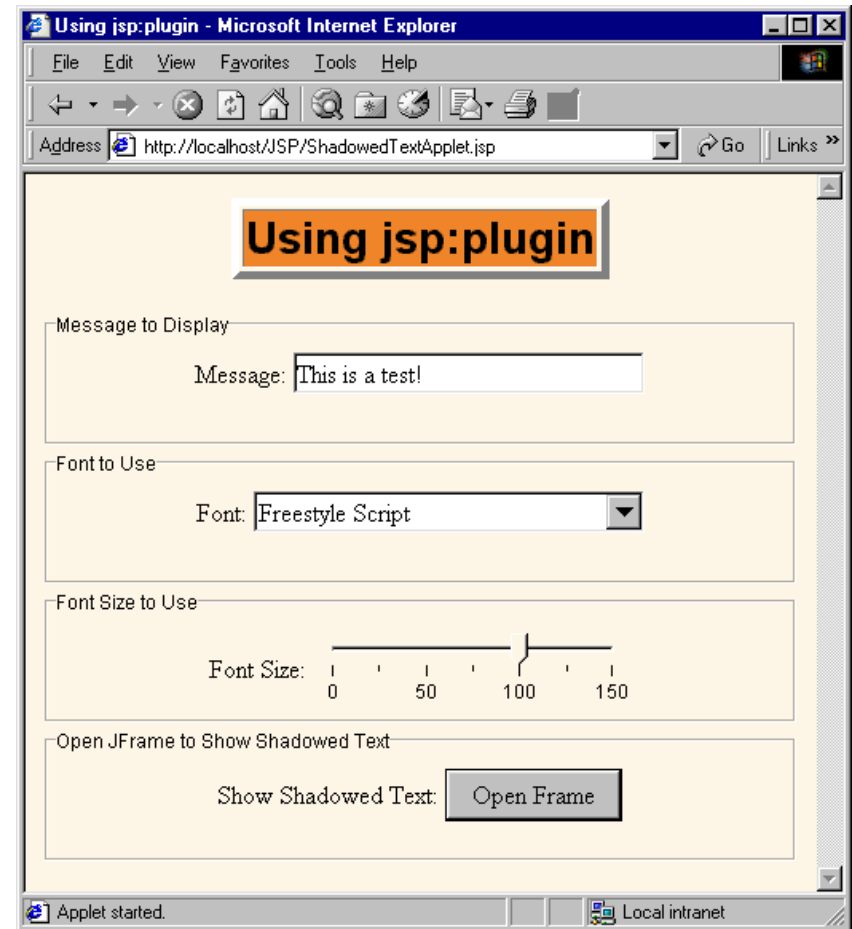 Using jsp:plugin - Microsoft Internet Explorer
File Edit View Favorites Tools Help
Address http://localhost/JSP/ShadowedTextApplet.jsp Go Links »
Using jsp:plugin
Message to Display
Message: This is a test!
Font to Use
Font: Freestyle Script
Font Size to Use
Font Size:
0 50 100 150
Open JFrame to Show Shadowed Text
Show Shadowed Text: Open Frame
Applet started. Local intranet